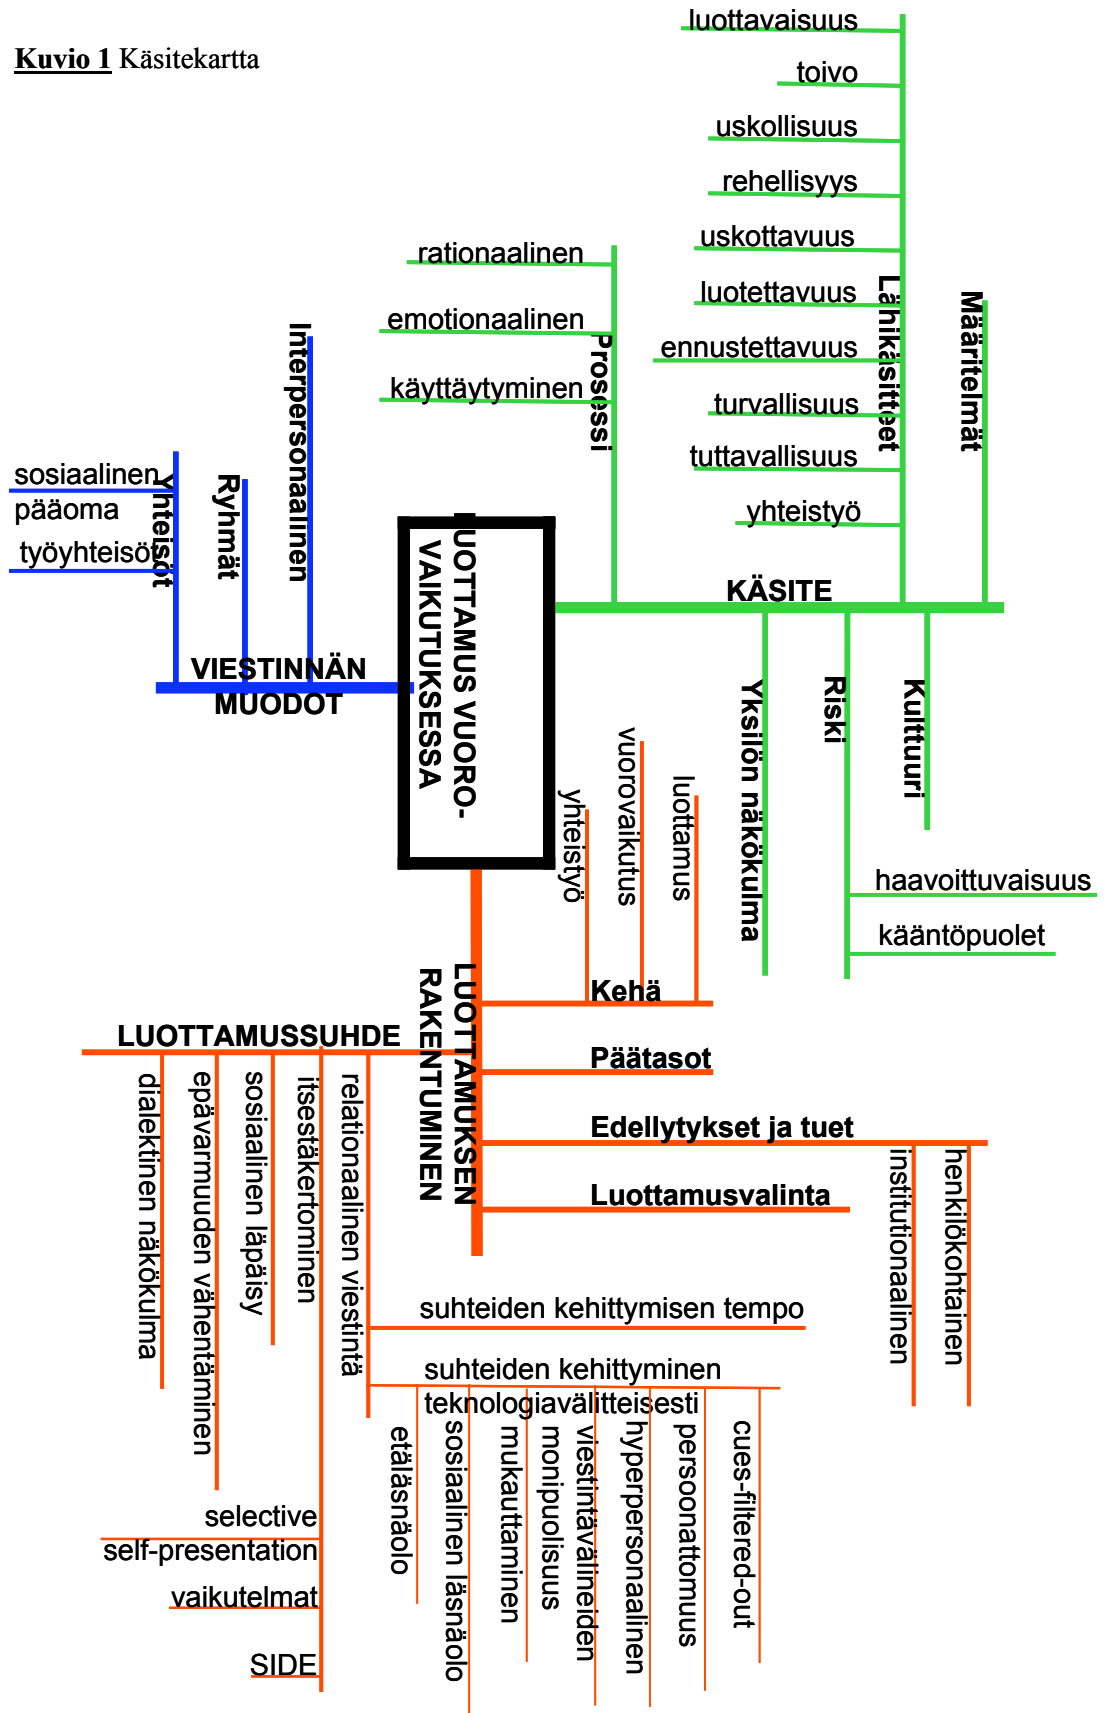 Kuvio 1 Käsitekartta
luottavaisuus
toivo
uskollisuus
rehellisyys
uskottavuus
luotettavuus
ennustettavuus
turvallisuus
tuttavallisuus
yhteistyö
Lähikäsitteet
Määritelmät
rationaalinen
emotionaalinen
käyttäytyminen
Prosessi
KÄSITE
Yksilön näkökulma
Riski
Kulttuuri
haavoittuvaisuus
kääntöpuolet
Interpersonaalinen
Ryhmät
Yhteisöt
sosiaalinen
pääoma
työyhteisöt
VIESTINNÄN
MUODOT
LUOTTAMUS VUORO-
VAIKUTUKSESSA
yhteistyö
vuorovaikutus
luottamus
Kehä
Päätasot
Edellytykset ja tuet
Luottamusvalinta
institutionaalinen
henkilökohtainen
LUOTTAMUKSEN
RAKENTUMINEN
LUOTTAMUSSUHDE
dialektinen näkökulma
epävarmuuden vähentäminen
sosiaalinen läpäisy
itsestäkertominen
relationaalinen viestintä
suhteiden kehittymisen tempo
suhteiden kehittyminen
teknologiavälitteisesti
etäläsnäolo
sosiaalinen läsnäolo
mukauttaminen
monipuolisuus
viestintävälineiden
hyperpersonaalinen
persoonattomuus
cues-filtered-out
selective
self-presentation
vaikutelmat
SIDE